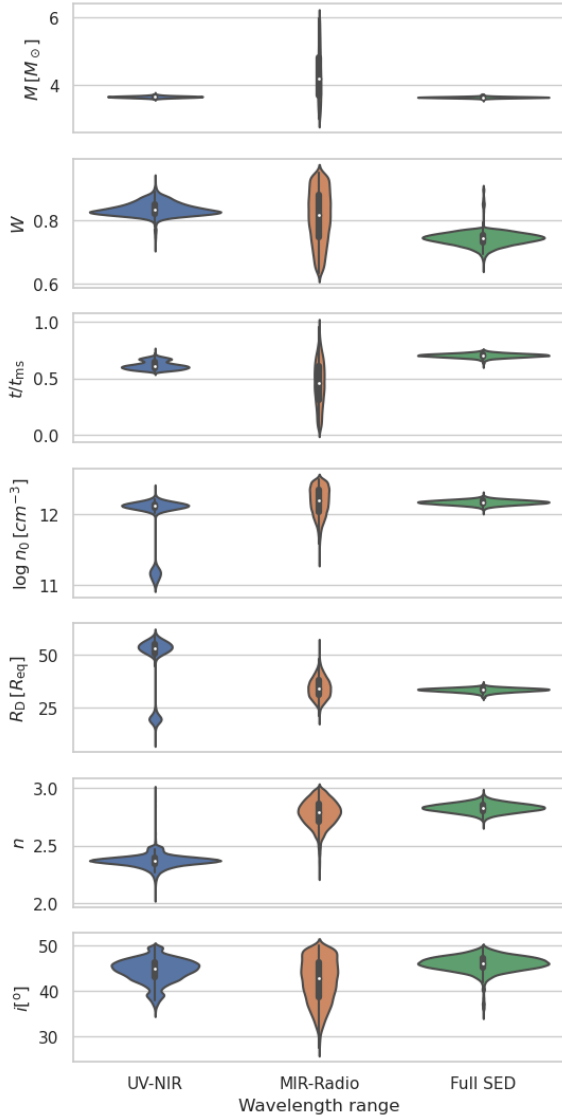 6
4
M [M⊙]
0.8
0.6
W
1.0
0.5
0.0
t/tms
12
11
log n0 [cm−3]
50
25
RD [Req]
3.0
2.5
2.0
n
50
40
30
i[o]
UV-NIR MIR-Radio Full SED
Wavelength range